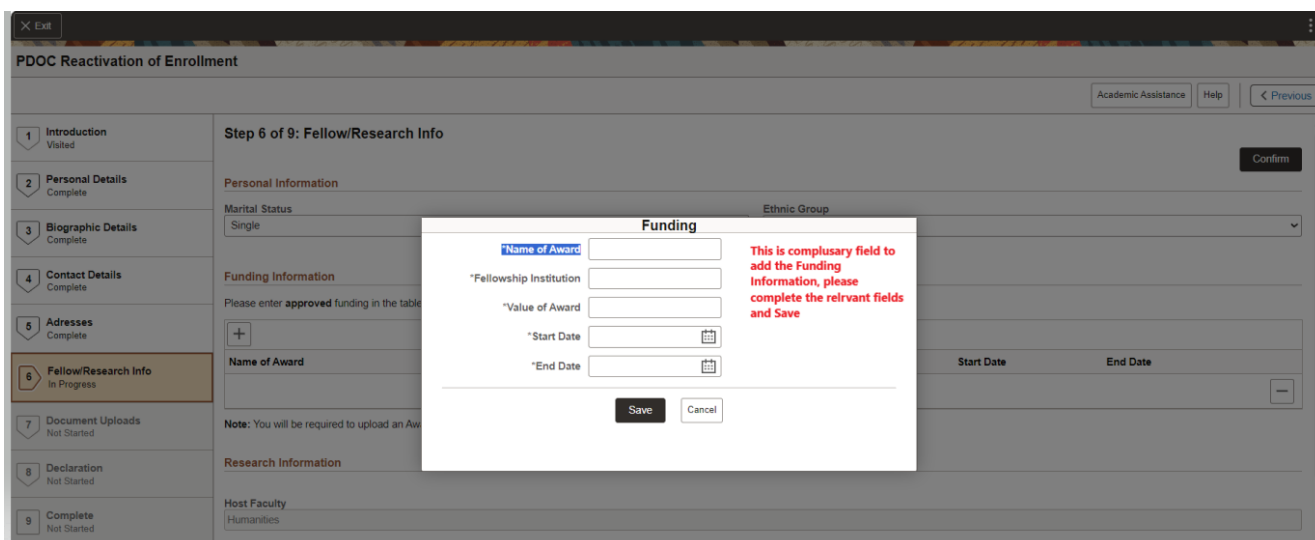 Exit
PDOC Reactivation of Enrollment
Academic Assistance
Help
Previous
1 Introduction
Visited
2 Personal Details
Complete
3 Biographic Details
Complete
4 Contact Details
Complete
5 Adresses
Complete
6 Fellow/Research Info
In Progress
7 Document Uploads
Not Started
8 Declaration
Not Started
9 Complete
Not Started
Step 6 of 9: Fellow/Research Info
Confirm
Personal Information
Marital Status
Single
Ethnic Group
Funding Information
Please enter approved funding in the table
Name of Award
Start Date
End Date
Note: You will be required to upload an Aw
Research Information
Host Faculty
Humanities
Funding
*Name of Award
*Fellowship Institution
*Value of Award
*Start Date
*End Date
Save
Cancel
This is complusary field to
add the Funding
Information, please
complete the relrvant fields
and Save